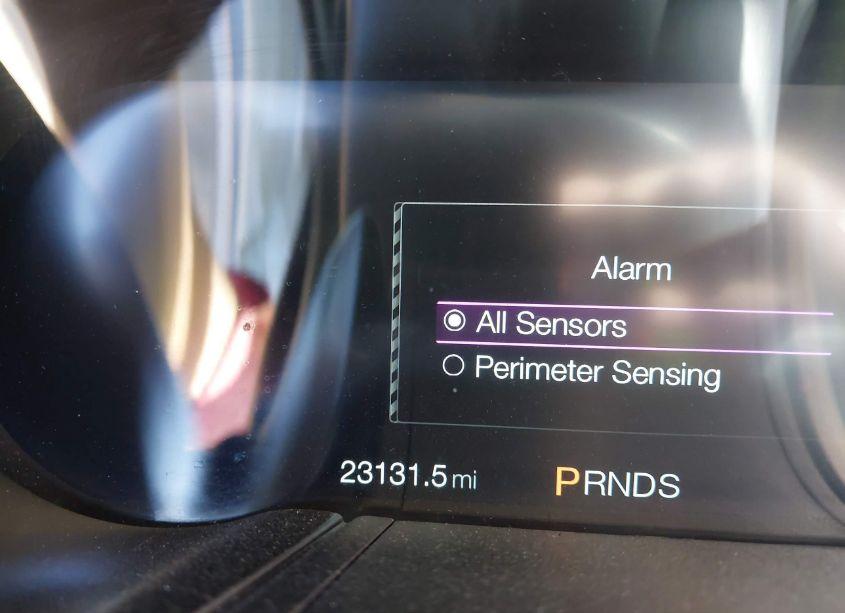 Alarm
All Sensors
Perimeter Sensing
23131.5 mi
PRNDS